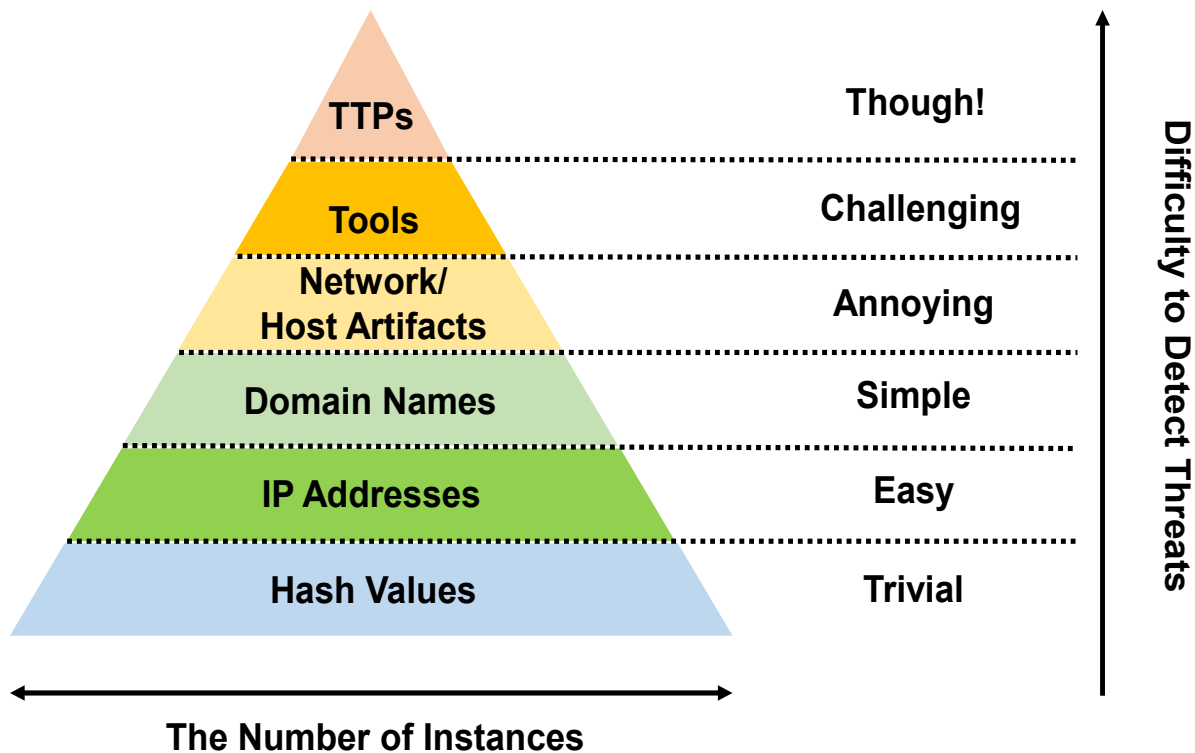 TTPs
Though!
Tools
Challenging
Network/
Host Artifacts
Annoying
Domain Names
Simple
IP Addresses
Easy
Hash Values
Trivial
The Number of Instances
Difficulty to Detect Threats